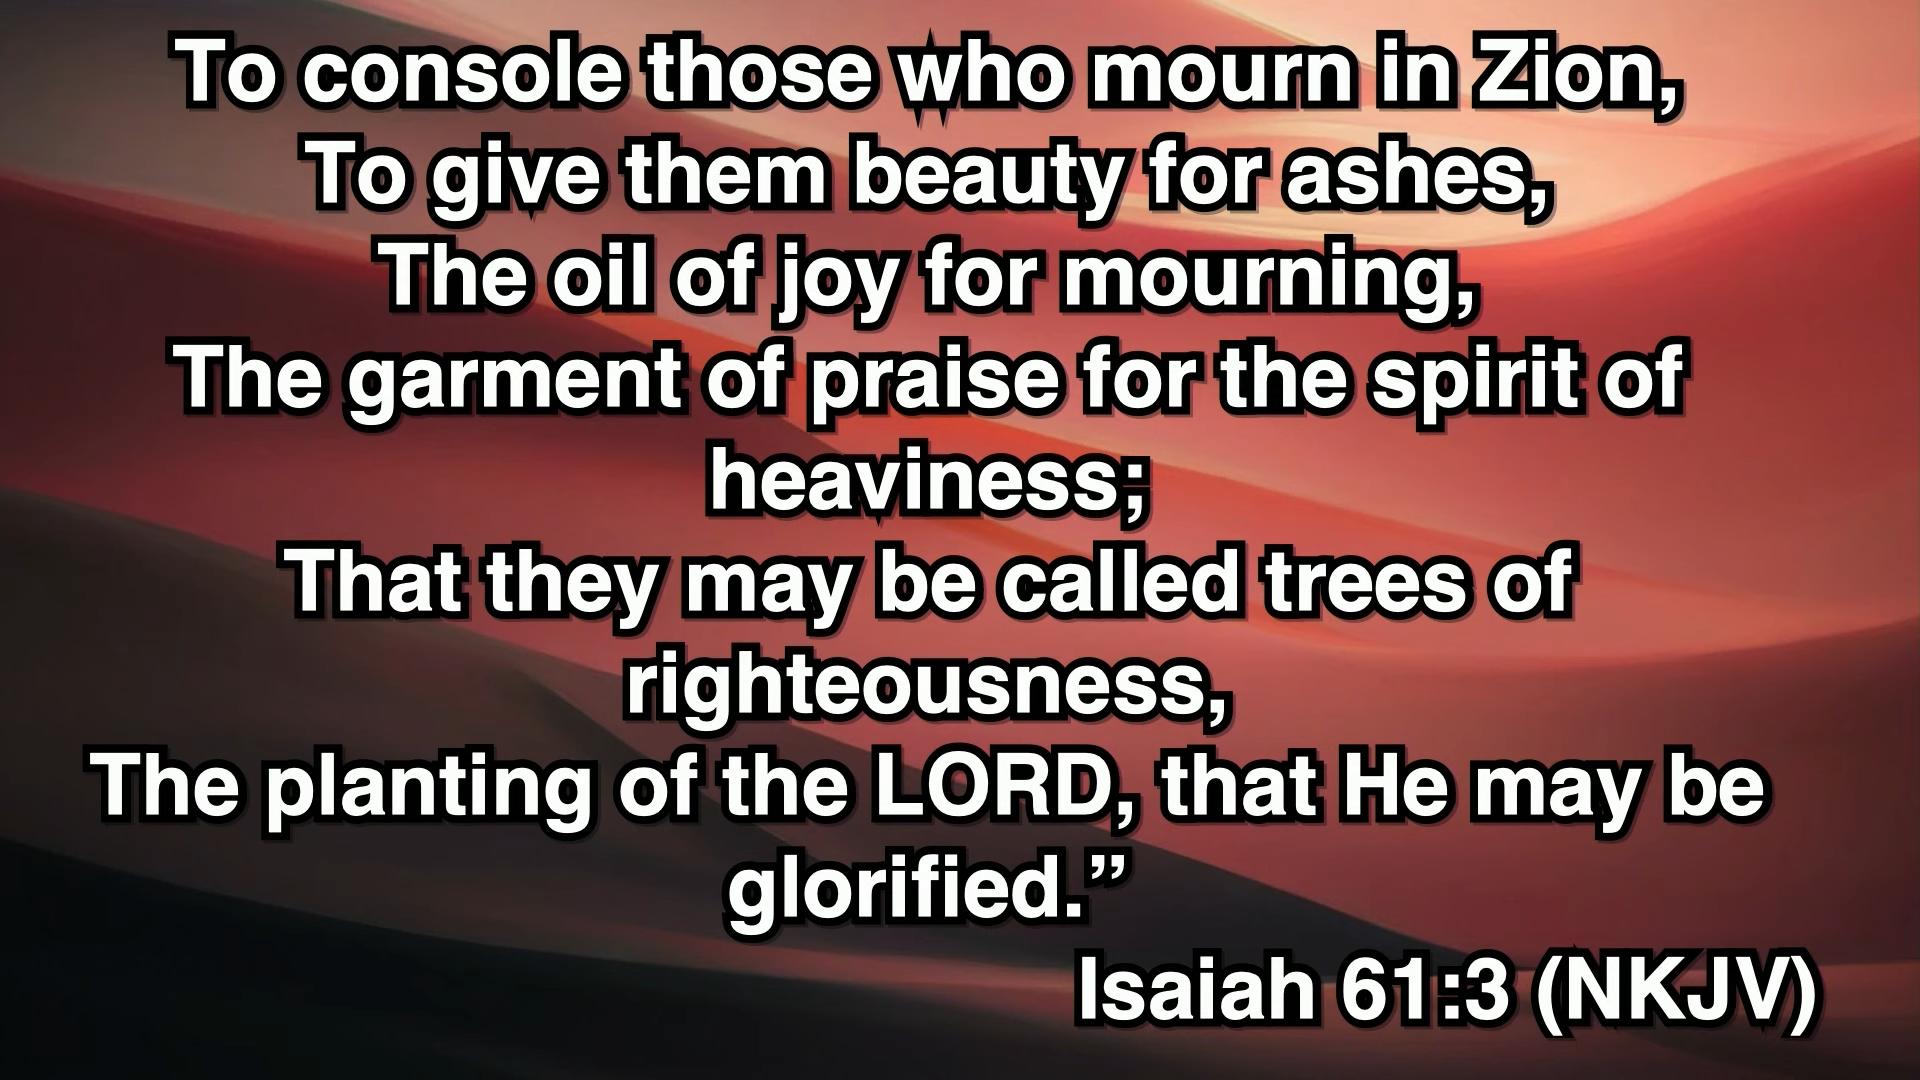 To console those who mourn in Zion,
To give them beauty for ashes,
The oil of joy for mourning,
The garment of praise for the spirit of
heaviness;
That they may be called trees of
righteousness,
The planting of the LORD, that He may be
glorified.”
Isaiah 61:3 (NKJV)